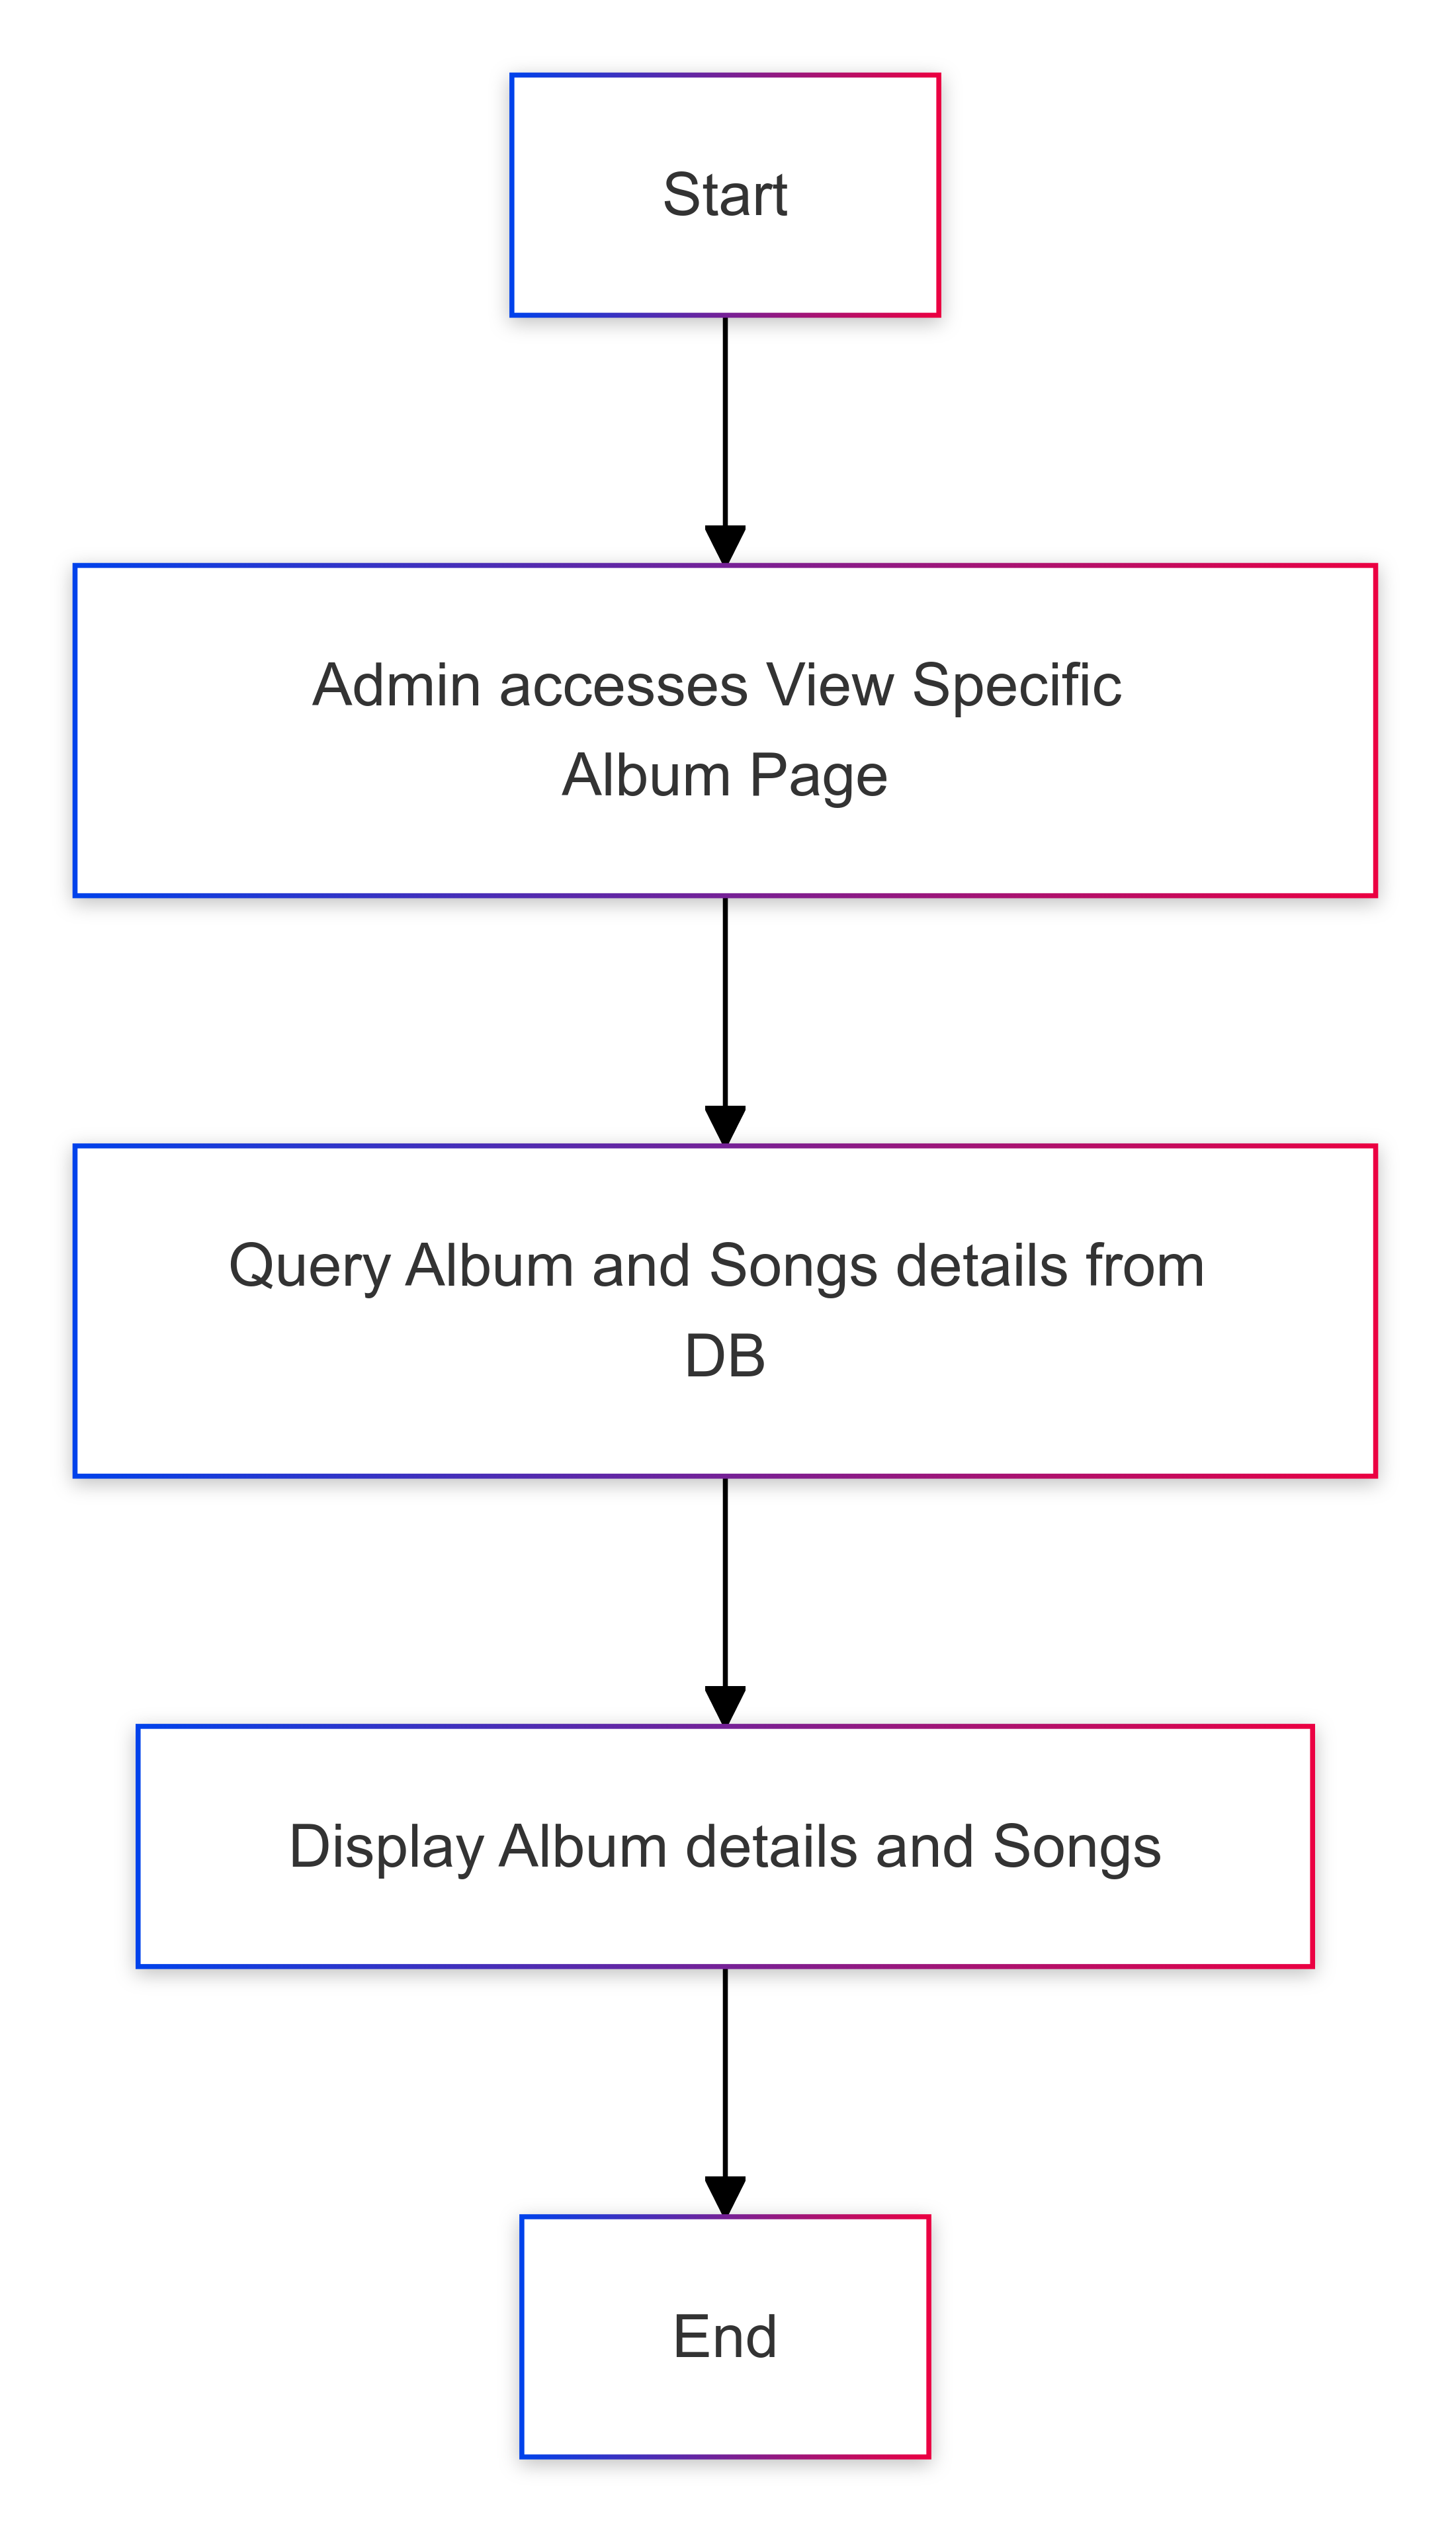 Start
Admin accesses View Specific
Album Page
Query Album and Songs details from
DB
Display Album details and Songs
End